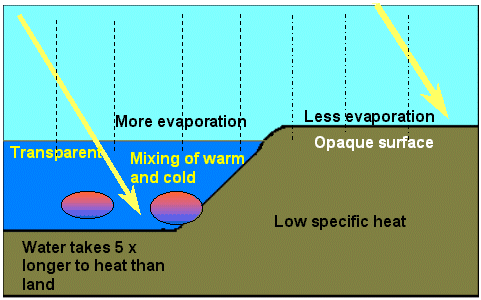 More evaporation
Less evaporation
Transparent
Mixing of warm
and cold
Opaque surface
Low specific heat
Water takes 5 x
longer to heat than
land